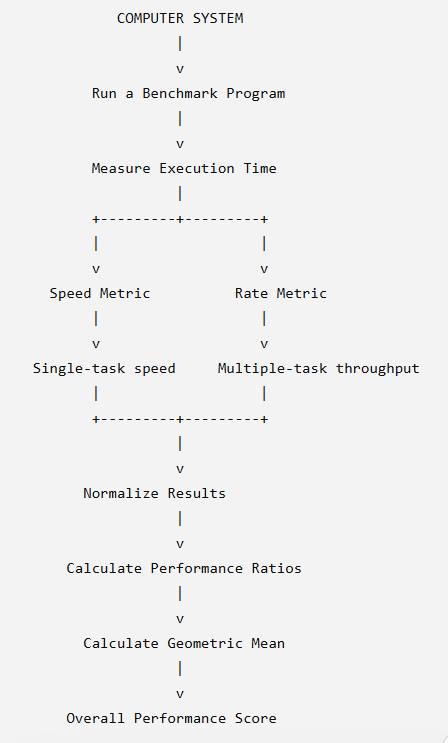 COMPUTER SYSTEM
|
v
Run a Benchmark Program
|
v
Measure Execution Time
|
+---------+---------+
|                   |
v                   v
Speed Metric          Rate Metric
|                   |
v                   v
Single-task speed     Multiple-task throughput
|                   |
+---------+---------+
|
v
Normalize Results
|
v
Calculate Performance Ratios
|
v
Calculate Geometric Mean
|
v
Overall Performance Score